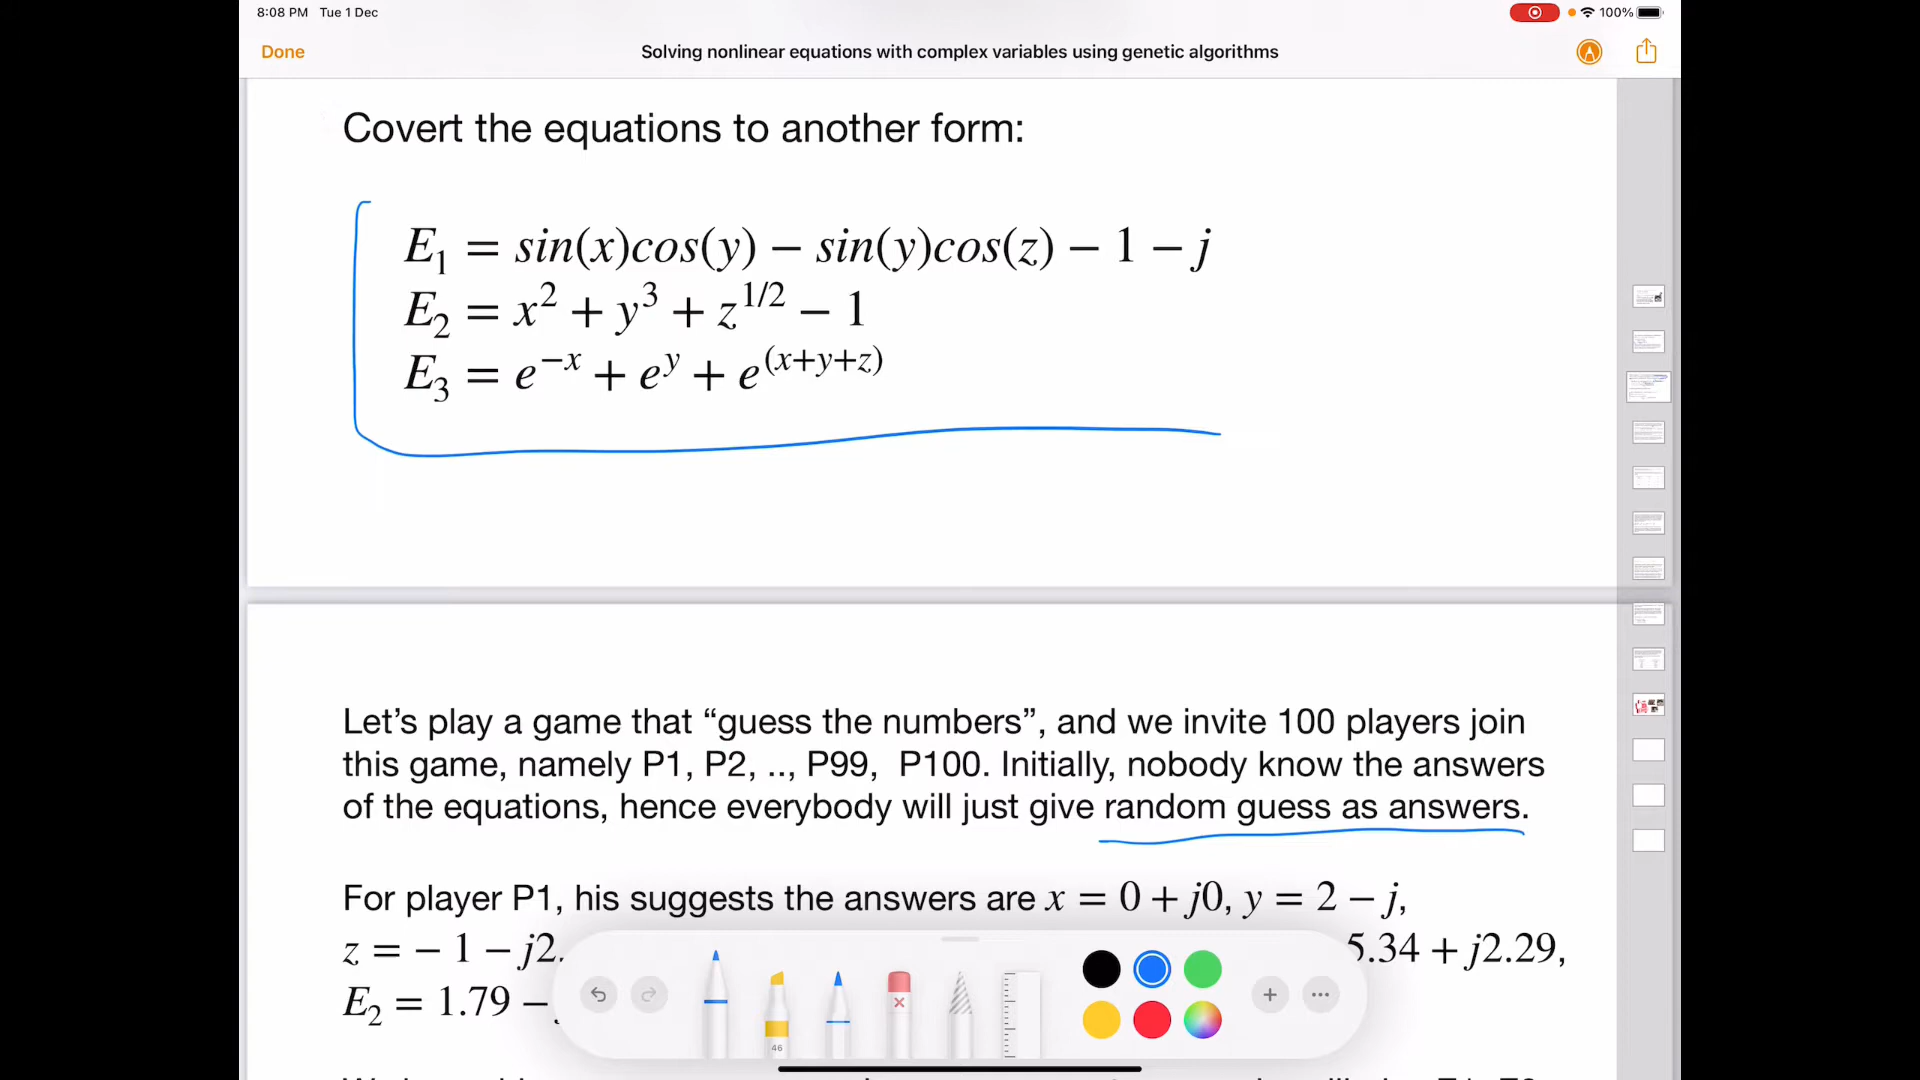 8:08 PM Tue 1 Dec
100%
Done
Solving nonlinear equations with complex variables using genetic algorithms
Covert the equations to another form:
E₁ = sin(x)cos(y) − sin(y)cos(z) − 1 − j
E₂ = x² + y³ + z^{1/2} − 1
E₃ = e^{−x} + e^{y} + e^{(x+y+z)}
Let’s play a game that “guess the numbers”, and we invite 100 players join
this game, namely P1, P2, .., P99, P100. Initially, nobody know the answers
of the equations, hence everybody will just give random guess as answers.
For player P1, his suggests the answers are x = 0 + j0, y = 2 − j,
z = − 1 − j2. 5.34 + j2.29,
E₂ = 1.79 −
46